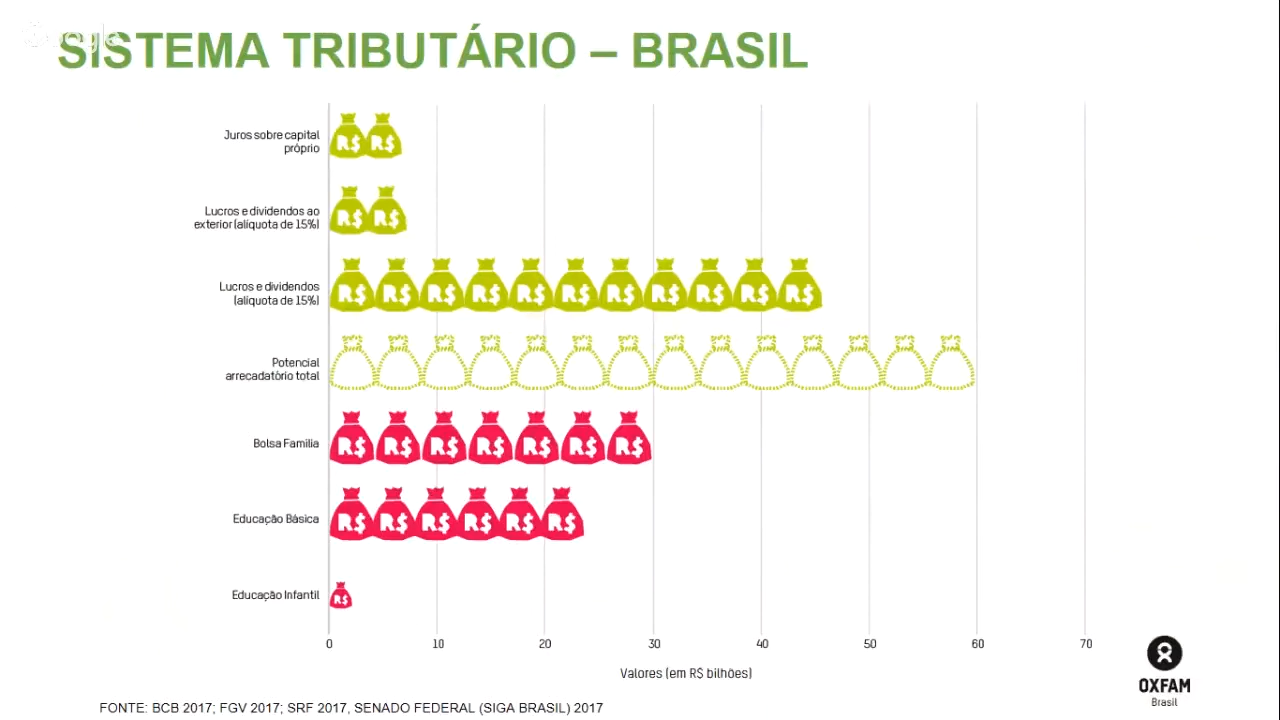 Google
SISTEMA TRIBUTÁRIO – BRASIL
Juros sobre capital
próprio
R$ R$
Lucros e dividendos ao
exterior (alíquota de 15%)
R$ R$
Lucros e dividendos
(alíquota de 15%)
R$ R$ R$ R$ R$ R$ R$ R$ R$ R$ R$
Potencial
arrecadatório total
Bolsa Família
R$ R$ R$ R$ R$ R$ R$
Educação Básica
R$ R$ R$ R$ R$ R$
Educação Infantil
R$
0 10 20 30 40 50 60 70
Valores (em R$ bilhões)
OXFAM
Brasil
FONTE: BCB 2017; FGV 2017; SRF 2017, SENADO FEDERAL (SIGA BRASIL) 2017